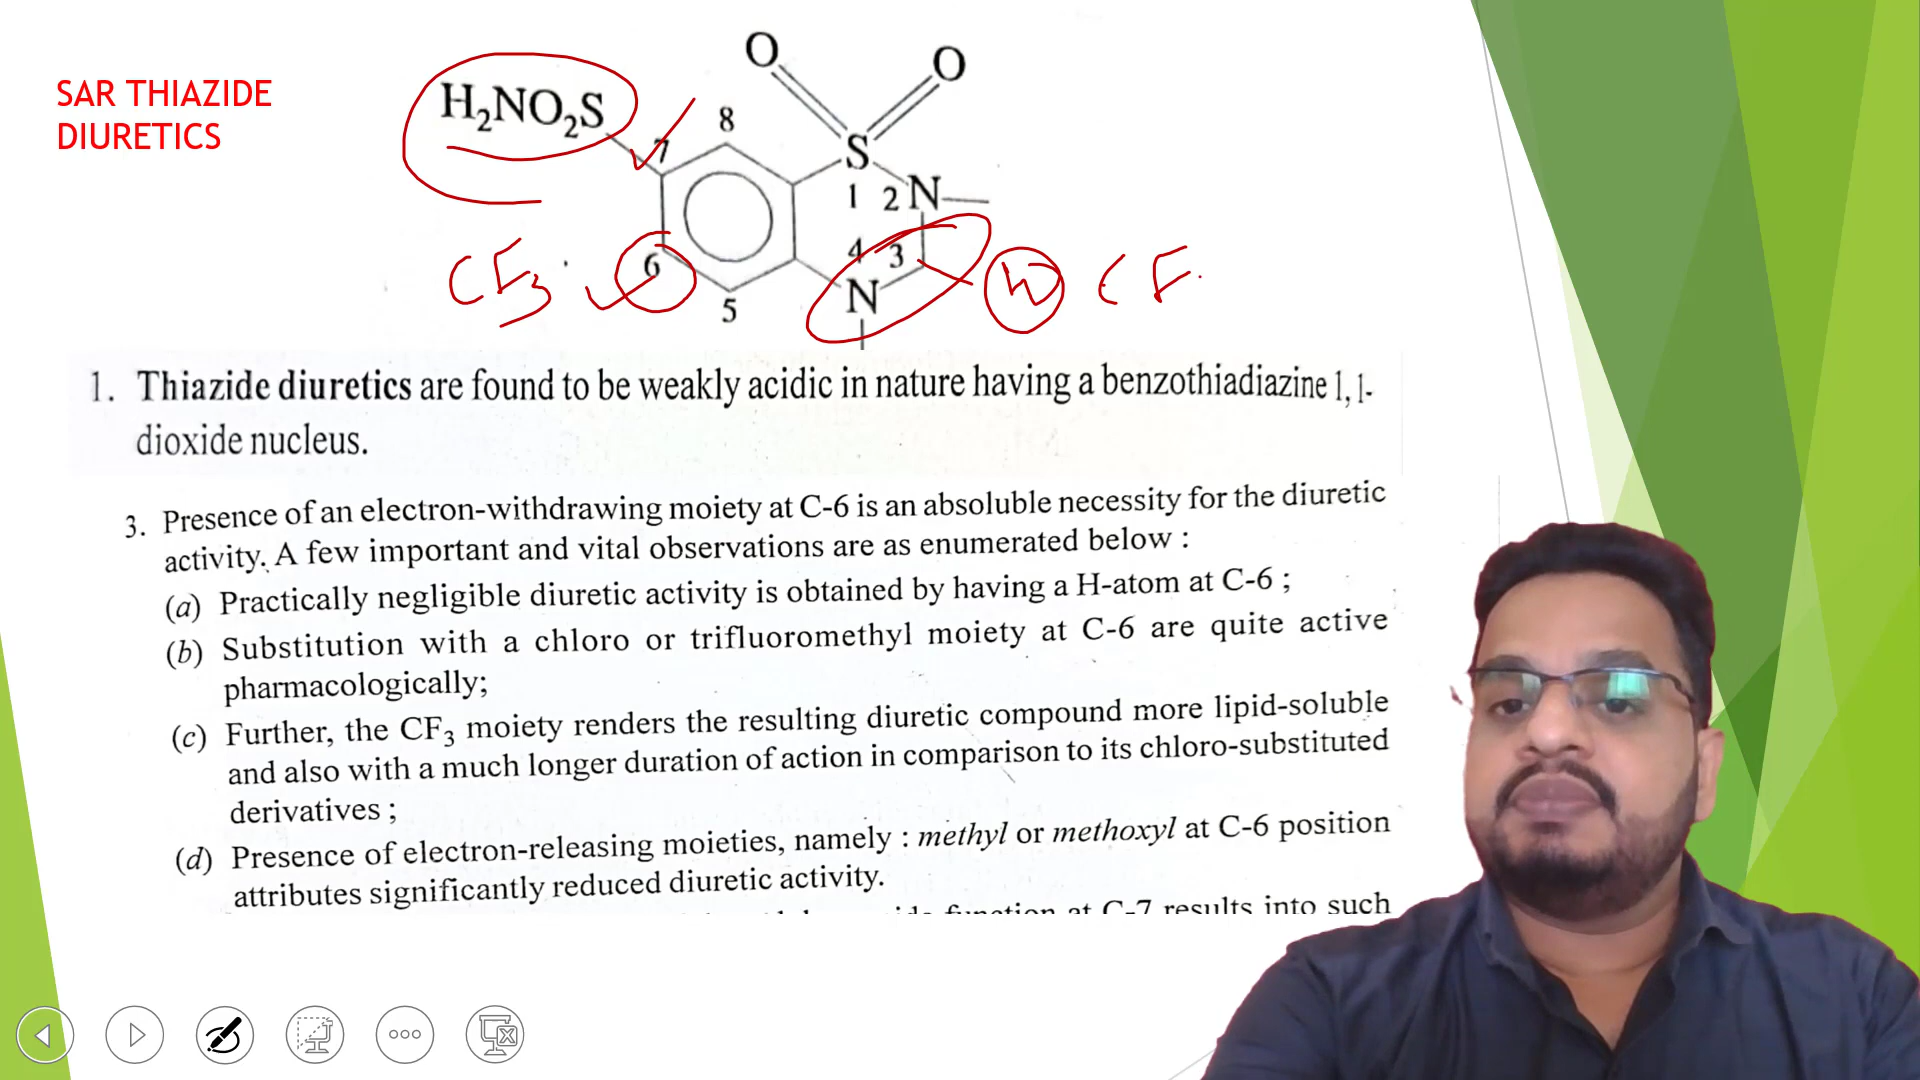 SAR THIAZIDE
DIURETICS
O
O
H₂NO₂S
7
8
S
1
2 N
4 3
6
N
5
CF₃
CF
1. Thiazide diuretics are found to be weakly acidic in nature having a benzothiadiazine 1, 1-
dioxide nucleus.
3. Presence of an electron-withdrawing moiety at C-6 is an absoluble necessity for the diuretic
activity. A few important and vital observations are as enumerated below :
(a) Practically negligible diuretic activity is obtained by having a H-atom at C-6 ;
(b) Substitution with a chloro or trifluoromethyl moiety at C-6 are quite active
pharmacologically;
(c) Further, the CF₃ moiety renders the resulting diuretic compound more lipid-soluble
and also with a much longer duration of action in comparison to its chloro-substituted
derivatives ;
(d) Presence of electron-releasing moieties, namely : methyl or methoxyl at C-6 position
attributes significantly reduced diuretic activity.
function at C-7 results into such